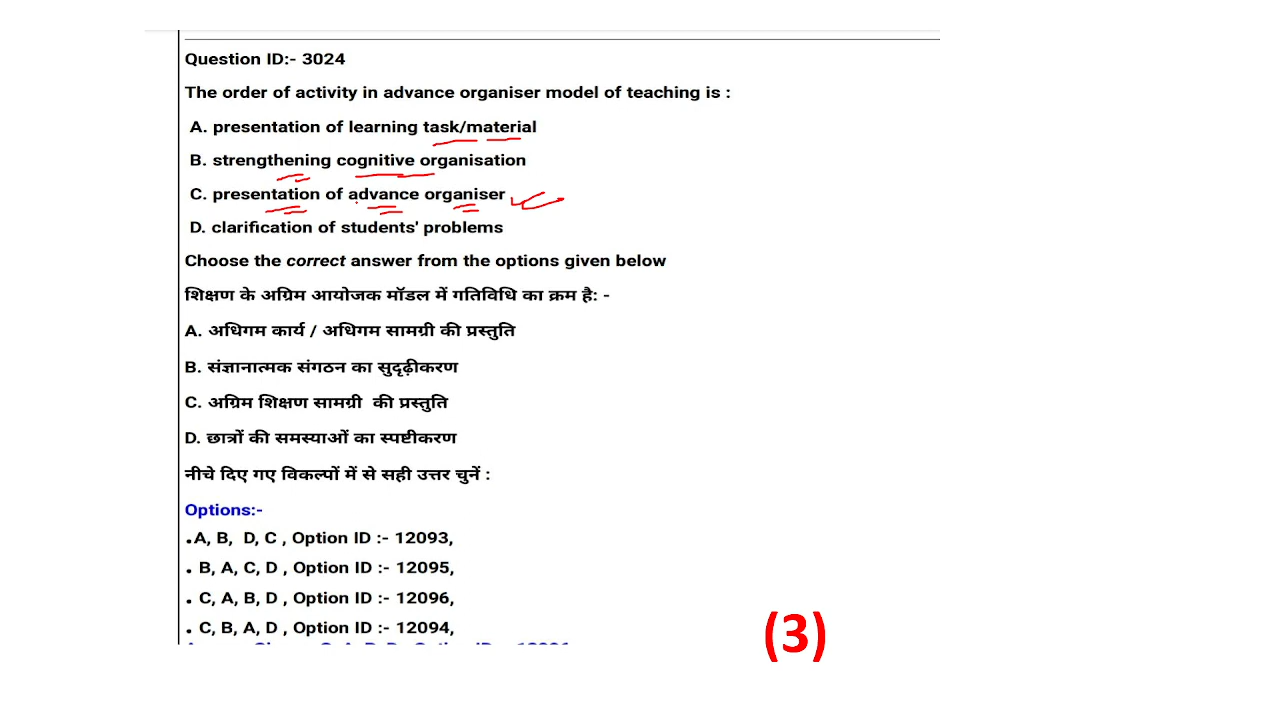 Question ID:- 3024
The order of activity in advance organiser model of teaching is :
A. presentation of learning task/material
B. strengthening cognitive organisation
C. presentation of advance organiser
D. clarification of students' problems
Choose the correct answer from the options given below
शिक्षण के अग्रिम आयोजक मॉडल में गतिविधि का क्रम है: -
A. अधिगम कार्य / अधिगम सामग्री की प्रस्तुति
B. संज्ञानात्मक संगठन का सुदृढ़ीकरण
C. अग्रिम शिक्षण सामग्री की प्रस्तुति
D. छात्रों की समस्याओं का स्पष्टीकरण
नीचे दिए गए विकल्पों में से सही उत्तर चुनें :
Options:-
.A, B, D, C , Option ID :- 12093,
. B, A, C, D , Option ID :- 12095,
. C, A, B, D , Option ID :- 12096,
. C, B, A, D , Option ID :- 12094,
(3)